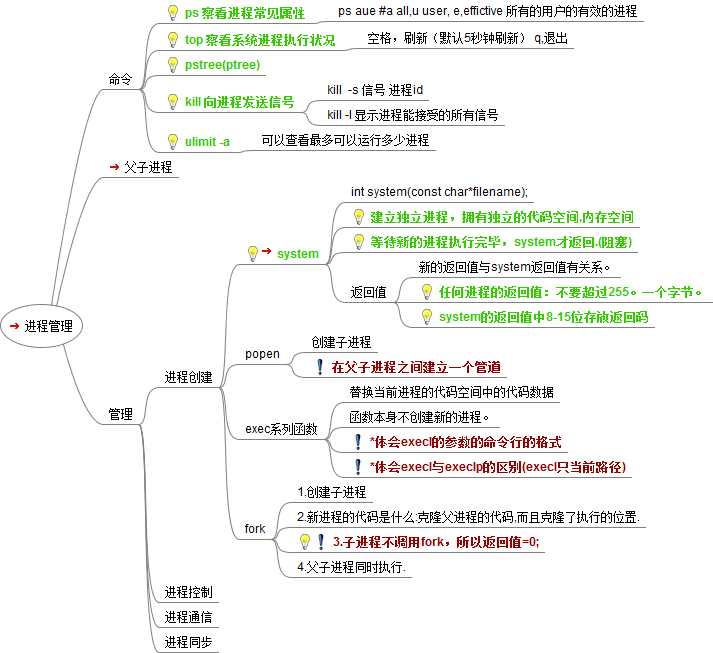 进程管理
命令
ps 察看进程常见属性
ps aue #a all,u user, e,effictive 所有的用户的有效的进程
top 察看系统进程执行状况
空格，刷新（默认5秒钟刷新） q,退出
pstree(ptree)
kill 向进程发送信号
kill -s 信号 进程id
kill -l 显示进程能接受的所有信号
ulimit -a
可以查看最多可以运行多少进程
父子进程
管理
进程创建
system
int system(const char*filename);
建立独立进程，拥有独立的代码空间,内存空间
等待新的进程执行完毕，system才返回.(阻塞)
返回值
新的返回值与system返回值有关系。
任何进程的返回值：不要超过255。一个字节。
system的返回值中8-15位存放返回码
popen
创建子进程
在父子进程之间建立一个管道
exec系列函数
替换当前进程的代码空间中的代码数据
函数本身不创建新的进程。
*体会execl的参数的命令行的格式
*体会execl与execlp的区别(execl只当前路径)
fork
1.创建子进程
2.新进程的代码是什么:克隆父进程的代码,而且克隆了执行的位置.
3.子进程不调用fork，所以返回值=0;
4.父子进程同时执行.
进程控制
进程通信
进程同步